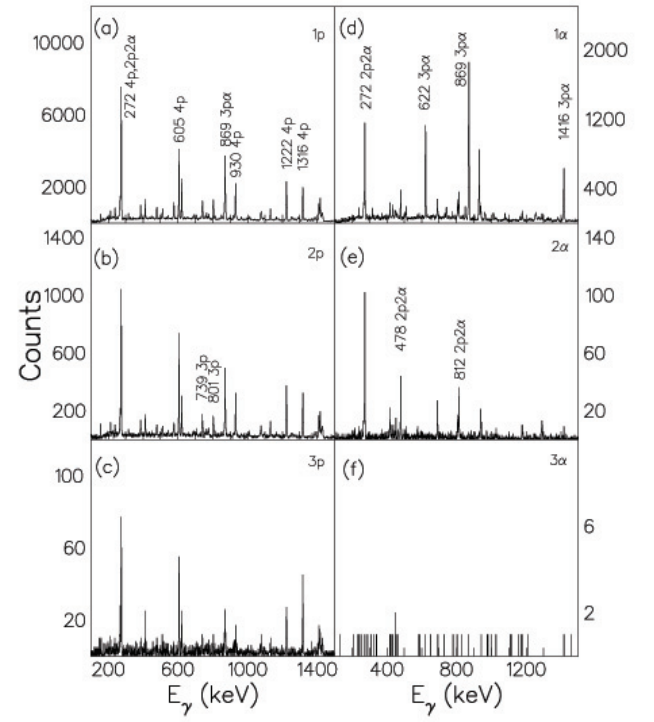 (a) 1p
10000
6000
2000
272 4p,2p2α
605 4p
869 3pα
930 4p
1222 4p
1316 4p
(d) 1α
2000
1200
400
272 2p2α
622 3pα
869 3pα
1416 3pα
(b) 2p
1400
1000
600
200
739 3p
801 3p
(e) 2α
140
100
60
20
478 2p2α
812 2p2α
(c) 3p
100
60
20
(f) 3α
6
2
Counts
200 600 1000 1400
400 800 1200
Eγ (keV)
Eγ (keV)